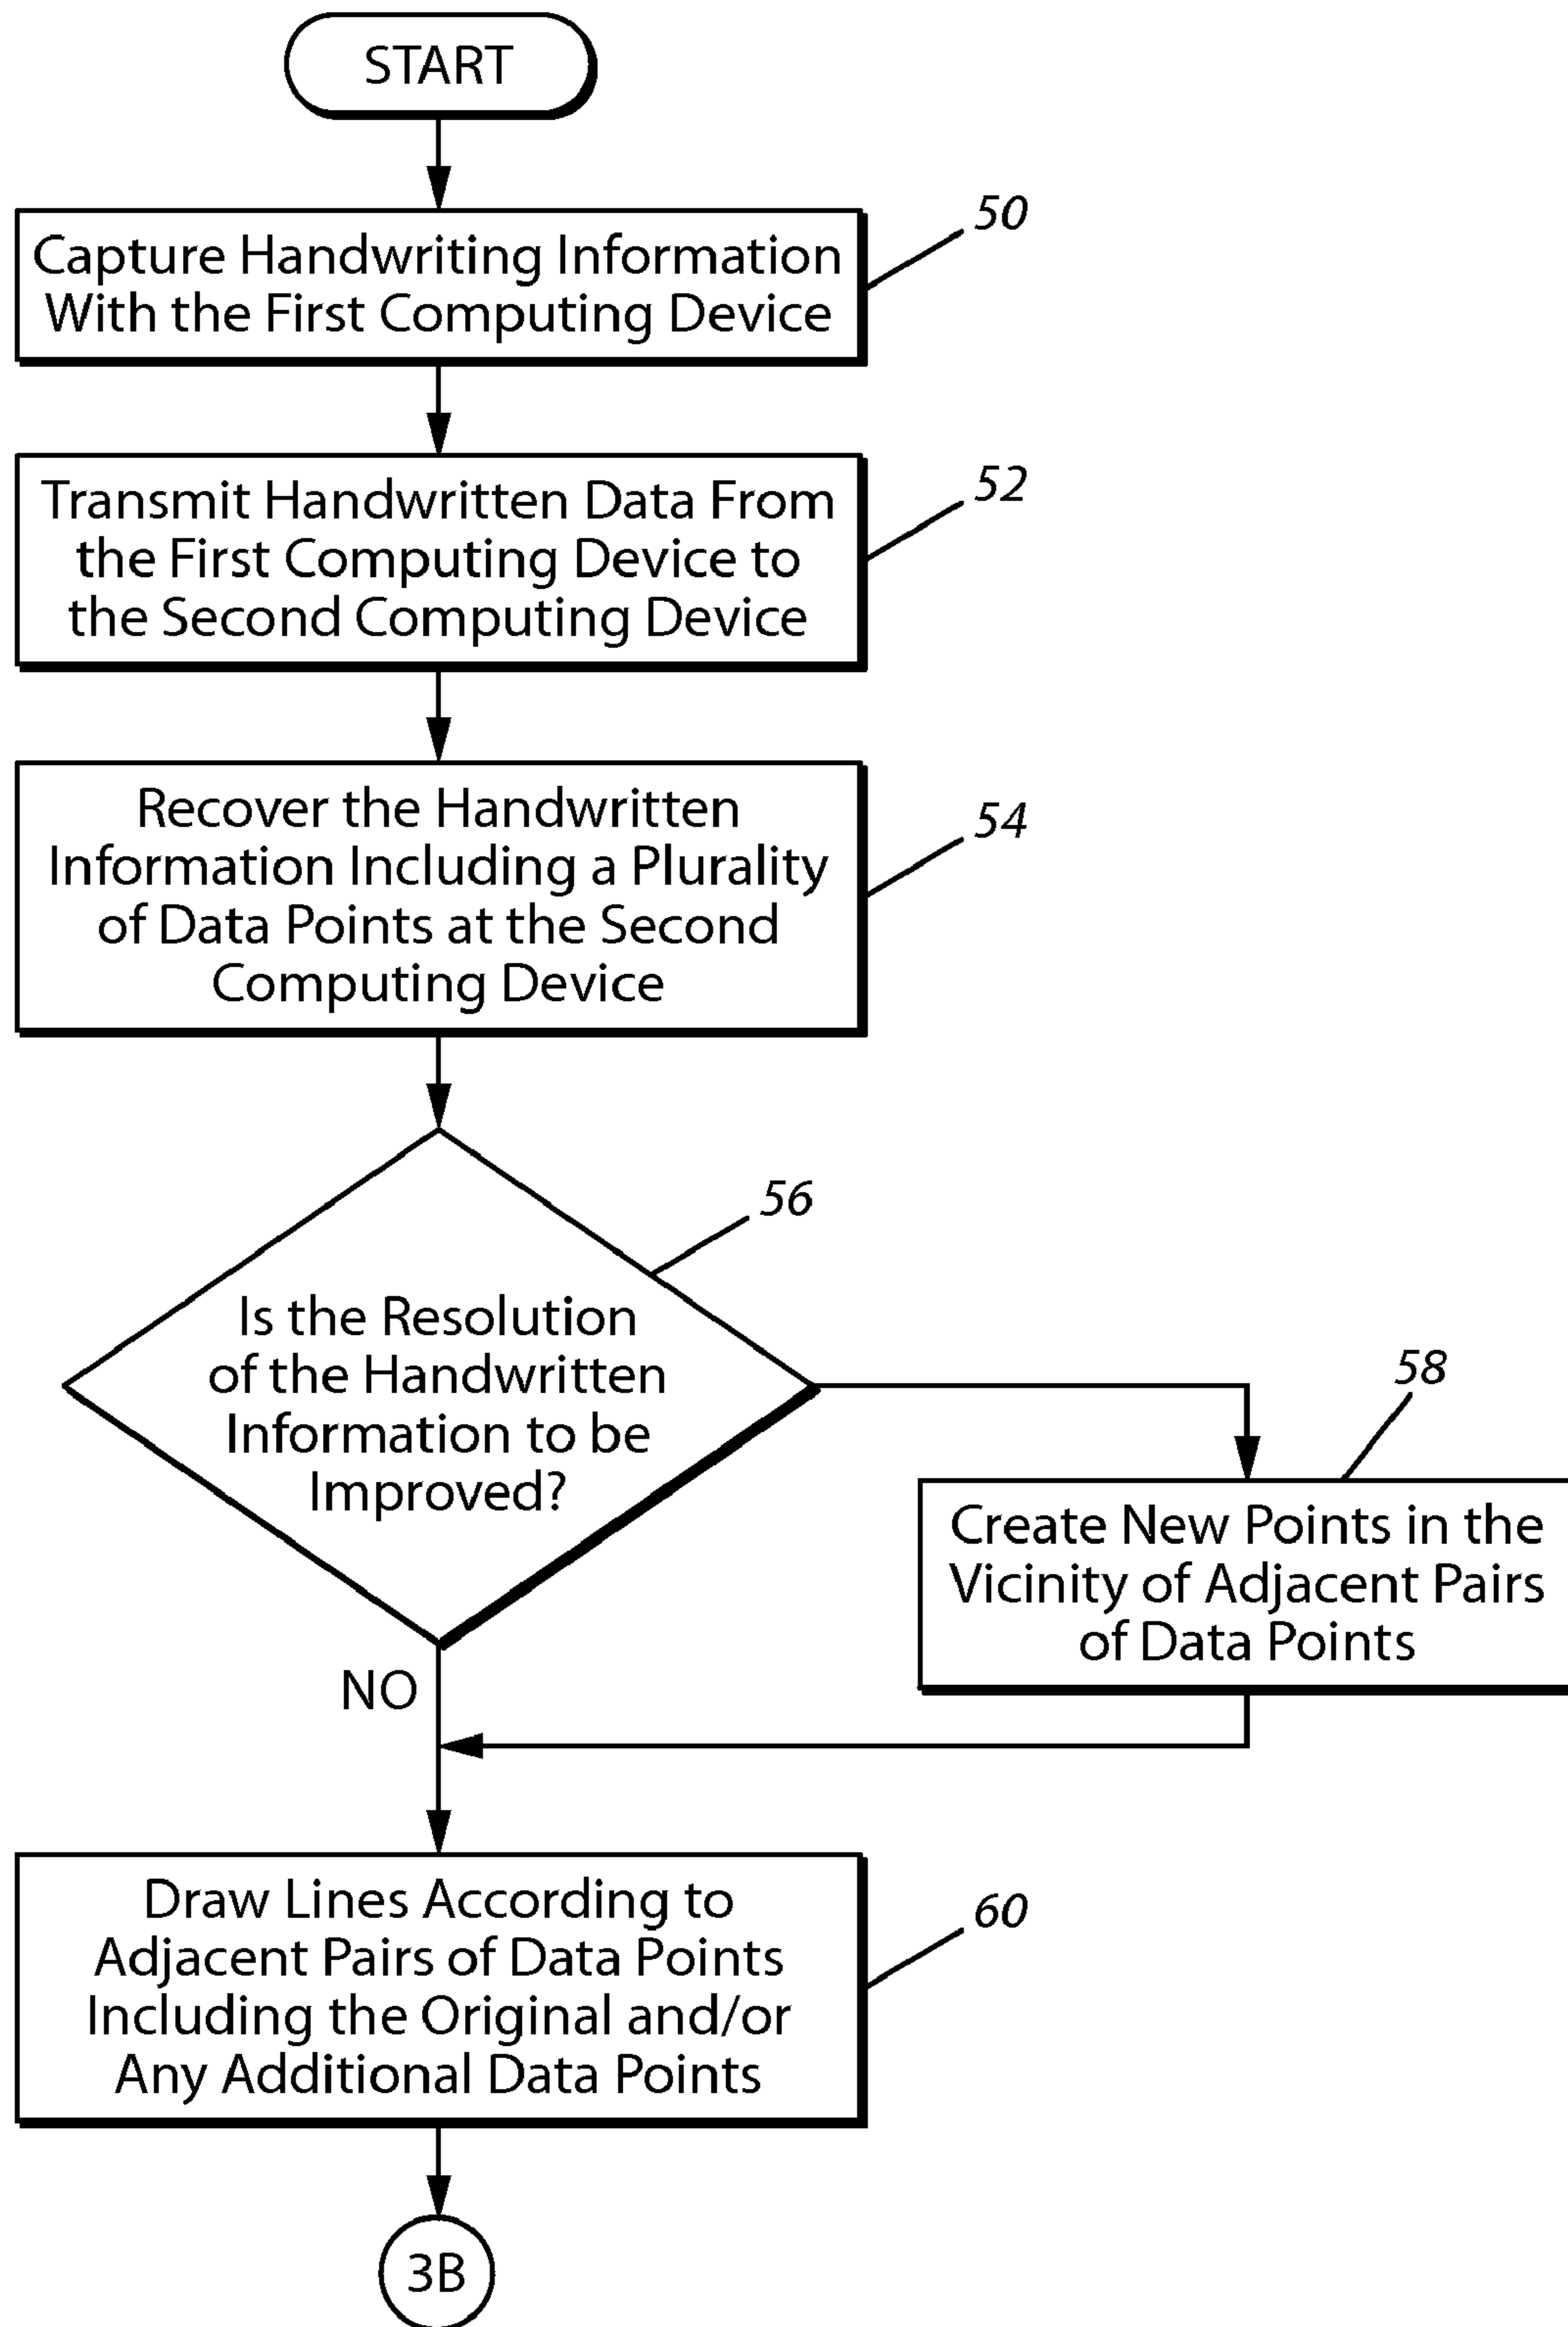 START
50
Capture Handwriting Information
With the First Computing Device
52
Transmit Handwritten Data From
the First Computing Device to
the Second Computing Device
54
Recover the Handwritten
Information Including a Plurality
of Data Points at the Second
Computing Device
56
Is the Resolution
of the Handwritten
Information to be
Improved?
58
Create New Points in the
Vicinity of Adjacent Pairs
of Data Points
NO
60
Draw Lines According to
Adjacent Pairs of Data Points
Including the Original and/or
Any Additional Data Points
3B